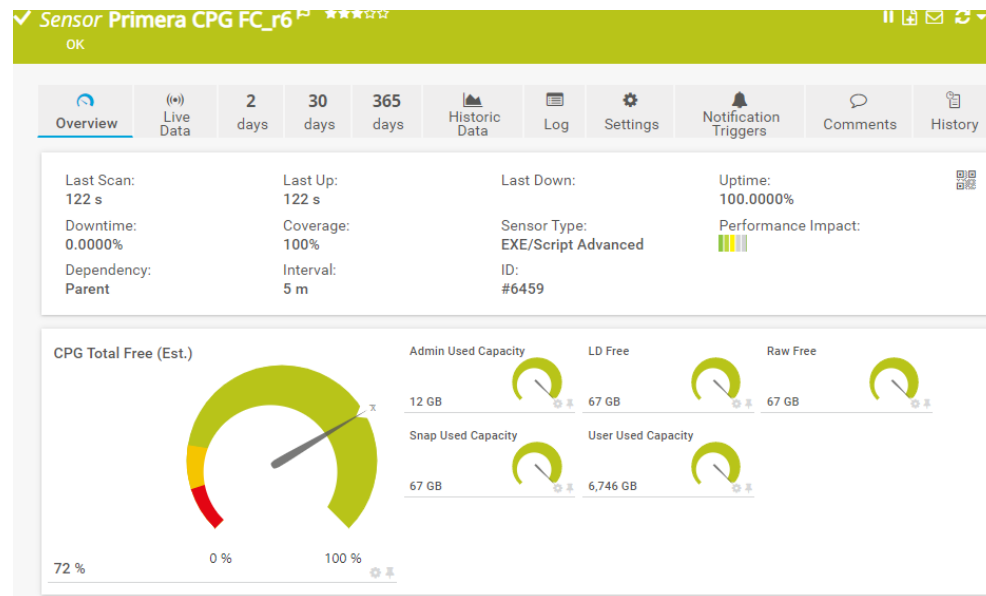 Sensor Primera CPG FC_r6
OK
Overview
Live Data
2 days
30 days
365 days
Historic Data
Log
Settings
Notification Triggers
Comments
History
Last Scan:
122 s
Last Up:
122 s
Last Down:
Uptime:
100.0000%
Downtime:
0.0000%
Coverage:
100%
Sensor Type:
EXE/Script Advanced
Performance Impact:
Dependency:
Parent
Interval:
5 m
ID:
#6459
CPG Total Free (Est.)
72 %
0 %
100 %
Admin Used Capacity
12 GB
LD Free
67 GB
Raw Free
67 GB
Snap Used Capacity
67 GB
User Used Capacity
6,746 GB